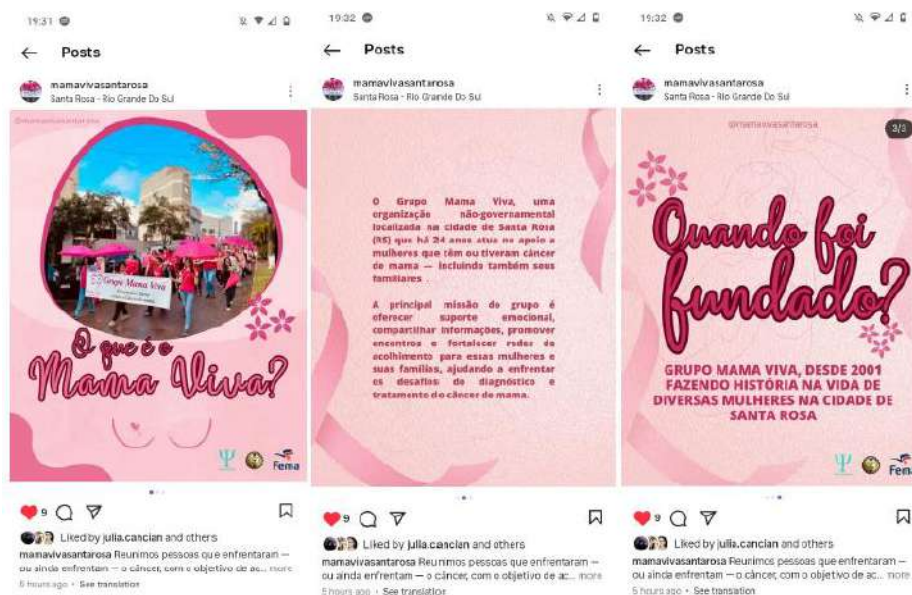 19:31
Posts
mamavivasantarosa
Santa Rosa - Rio Grande Do Sul
@mamavivasantarosa
Grupo Mama Viva
O que é o
Mama Viva?
Fema
9
Liked by julia.cancian and others
mamavivasantarosa Reunimos pessoas que enfrentaram —
ou ainda enfrentam — o câncer, com o objetivo de ac... more
5 hours ago • See translation
19:32
Posts
mamavivasantarosa
Santa Rosa - Rio Grande Do Sul
O Grupo Mama Viva, uma
organização não-governamental
localizada na cidade de Santa Rosa
(RS) que há 24 anos atua no apoio a
mulheres que têm ou tiveram câncer
de mama — incluindo também seus
familiares .
A principal missão do grupo é
oferecer suporte emocional,
compartilhar informações, promover
encontros e fortalecer redes de
acolhimento para essas mulheres e
suas famílias, ajudando a enfrentar
os desafios do diagnóstico e
tratamento do câncer de mama.
9
Liked by julia.cancian and others
mamavivasantarosa Reunimos pessoas que enfrentaram —
ou ainda enfrentam — o câncer, com o objetivo de ac... more
5 hours ago • See translation
19:32
Posts
mamavivasantarosa
Santa Rosa - Rio Grande Do Sul
@mamavivasantarosa
3/3
Quando foi
fundado?
GRUPO MAMA VIVA, DESDE 2001
FAZENDO HISTÓRIA NA VIDA DE
DIVERSAS MULHERES NA CIDADE DE
SANTA ROSA
9
Liked by julia.cancian and others
mamavivasantarosa Reunimos pessoas que enfrentaram —
ou ainda enfrentam — o câncer, com o objetivo de ac... more
5 hours ago • See translation